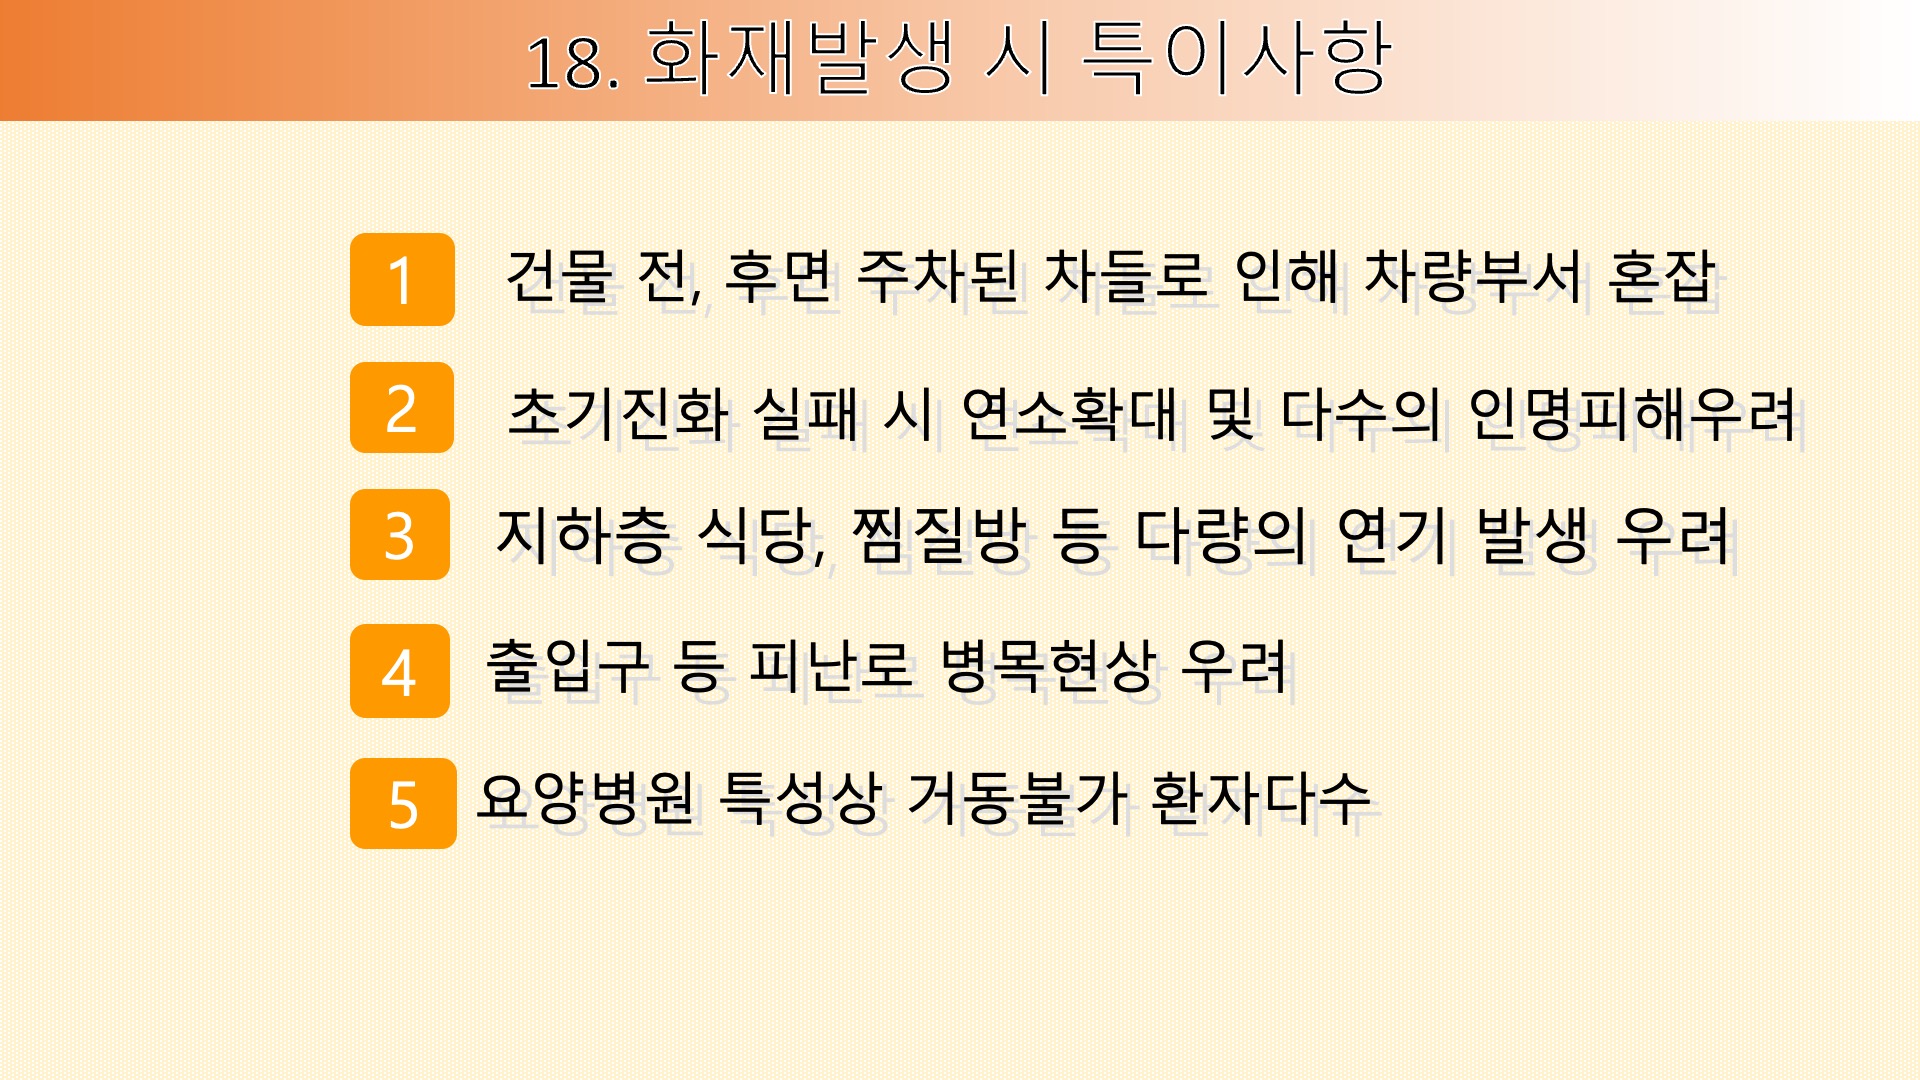 18. 화재발생 시 특이사항
1 건물 전, 후면 주차된 차들로 인해 차량부서 혼잡
2 초기진화 실패 시 연소확대 및 다수의 인명피해우려
3 지하층 식당, 찜질방 등 다량의 연기 발생 우려
4 출입구 등 피난로 병목현상 우려
5 요양병원 특성상 거동불가 환자다수